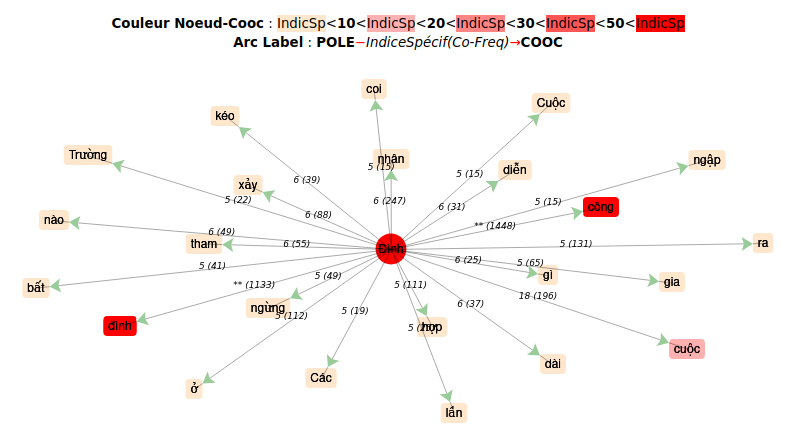 Couleur Noeud-Cooc : IndicSp<10<IndicSp<20<IndicSp<30<IndicSp<50<IndicSp
Arc Label : POLE−IndiceSpécif(Co-Freq)→COOC
coi
Cuộc
kéo
Trường
nhân
5 (15)
ngập
diễn
5 (15)
6 (39)
xảy
5 (22)
6 (247)
6 (31)
5 (15)
công
nào
6 (88)
** (1448)
6 (49)
tham
6 (55)
Đình
5 (131)
ra
5 (41)
6 (25)
5 (65)
gì
gia
bất
** (1133)
5 (49)
5 (111)
18 (196)
ngừng
5 (112)
5 (19)
6 (37)
đình
cuộc
Các
dài
ở
lần